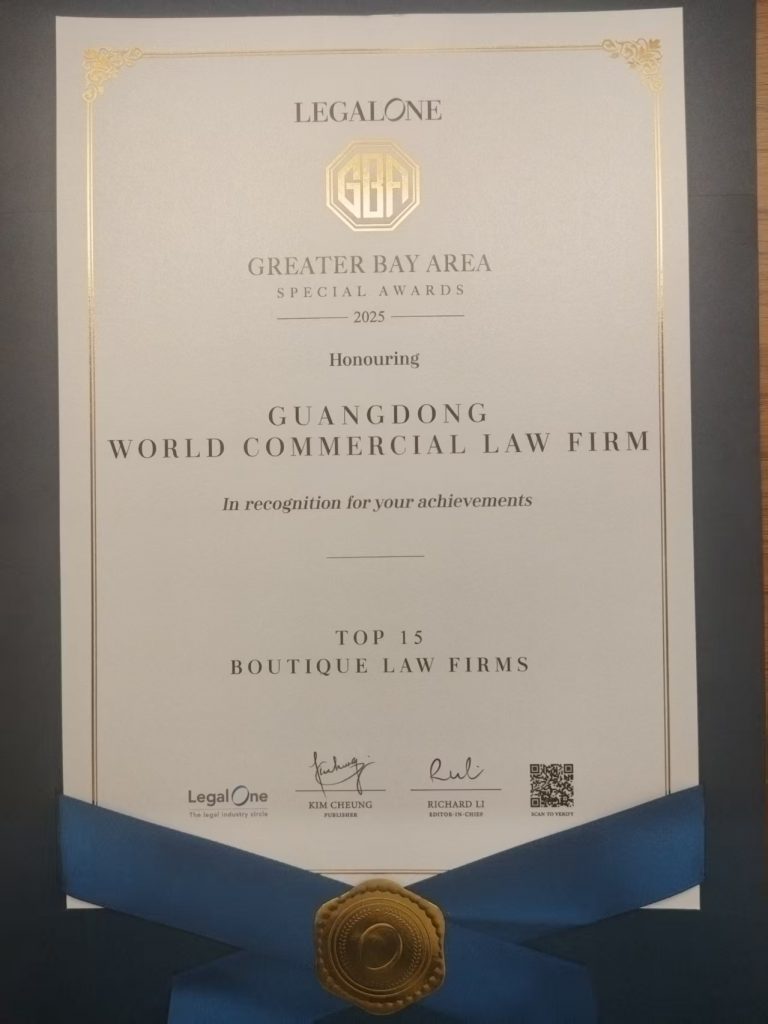 LEGALONE
GBA
GREATER BAY AREA
SPECIAL AWARDS
2025
Honouring
GUANGDONG
WORLD COMMERCIAL LAW FIRM
In recognition for your achievements
TOP 15
BOUTIQUE LAW FIRMS
LegalOne
The legal industry circle
KIM CHEUNG
PUBLISHER
RICHARD LI
EDITOR-IN-CHIEF
SCAN TO VERIFY